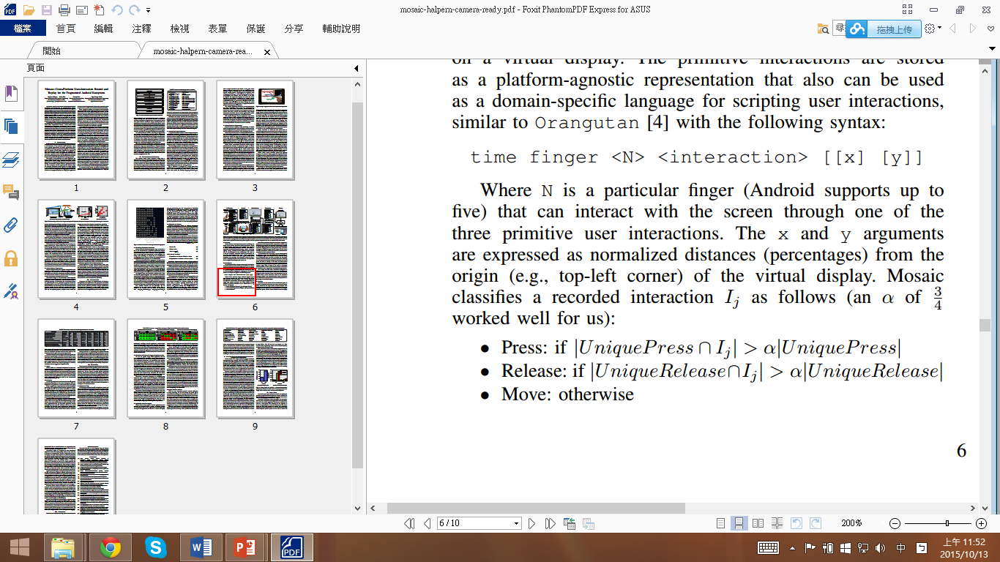 mosaic-halpern-camera-ready.pdf - Foxit PhantomPDF Express for ASUS
檔案 首頁 編輯 注釋 檢視 表單 保護 分享 輔助說明
拖拽上传
開始 mosaic-halpern-camera-rea...
頁面
1 2 3
4 5 6
7 8 9
on a virtual display. The primitive interactions are stored
as a platform-agnostic representation that also can be used
as a domain-specific language for scripting user interactions,
similar to Orangutan [4] with the following syntax:
time finger <N> <interaction> [[x] [y]]
Where N is a particular finger (Android supports up to
five) that can interact with the screen through one of the
three primitive user interactions. The x and y arguments
are expressed as normalized distances (percentages) from the
origin (e.g., top-left corner) of the virtual display. Mosaic
classifies a recorded interaction I_j as follows (an α of 3/4
worked well for us):
• Press: if |UniquePress ∩ I_j| > α|UniquePress|
• Release: if |UniqueRelease∩I_j| > α|UniqueRelease|
• Move: otherwise
6
6 / 10
200%
中
上午 11:52
2015/10/13